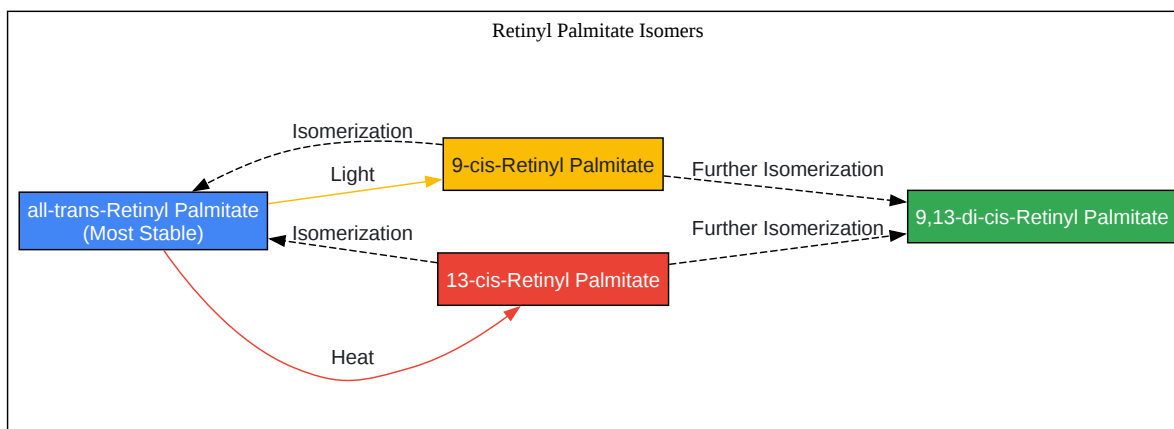 Retinyl Palmitate Isomers
Isomerization
9-cis-Retinyl Palmitate
Light
Further Isomerization
all-trans-Retinyl Palmitate
(Most Stable)
9,13-di-cis-Retinyl Palmitate
Isomerization
Further Isomerization
13-cis-Retinyl Palmitate
Heat